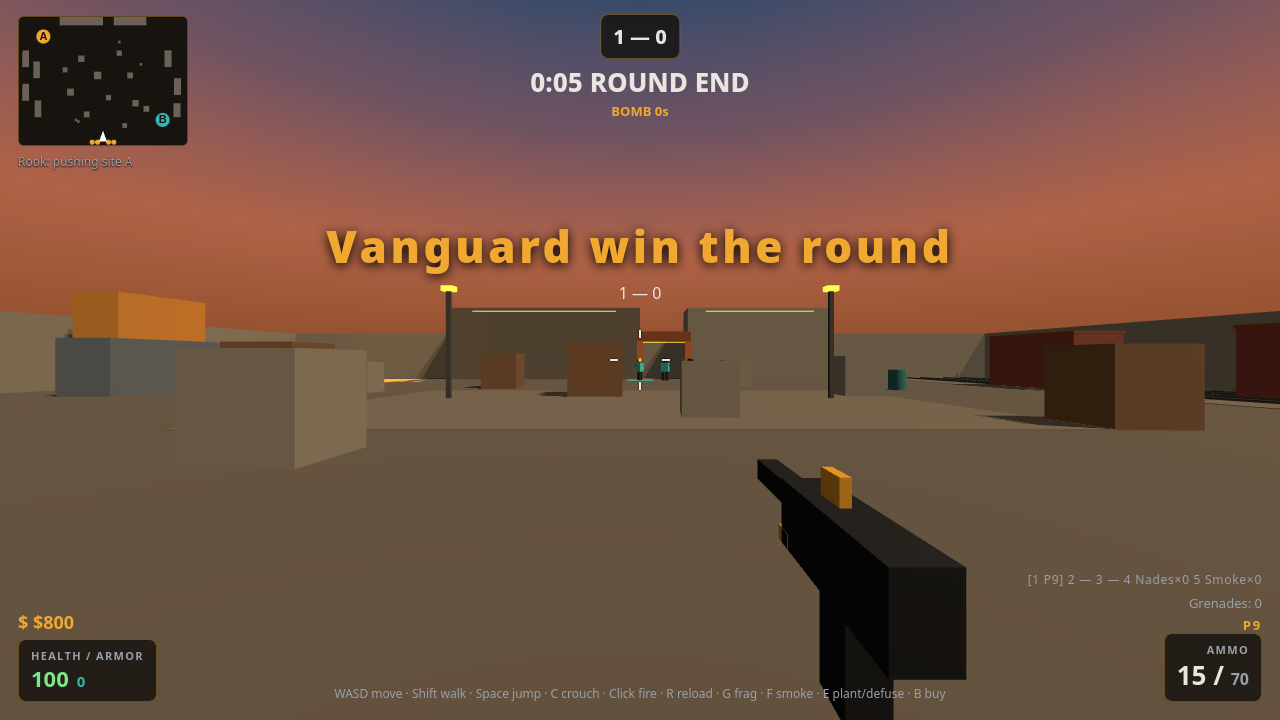 A
B
Rook: pushing site A
1 — 0
0:05 ROUND END
BOMB 0s
Vanguard win the round
1 — 0
[1 P9] 2 — 3 — 4 Nades×0 5 Smoke×0
Grenades: 0
P9
AMMO
15 / 70
$ $800
HEALTH / ARMOR
100 0
WASD move · Shift walk · Space jump · C crouch · Click fire · R reload · G frag · F smoke · E plant/defuse · B buy